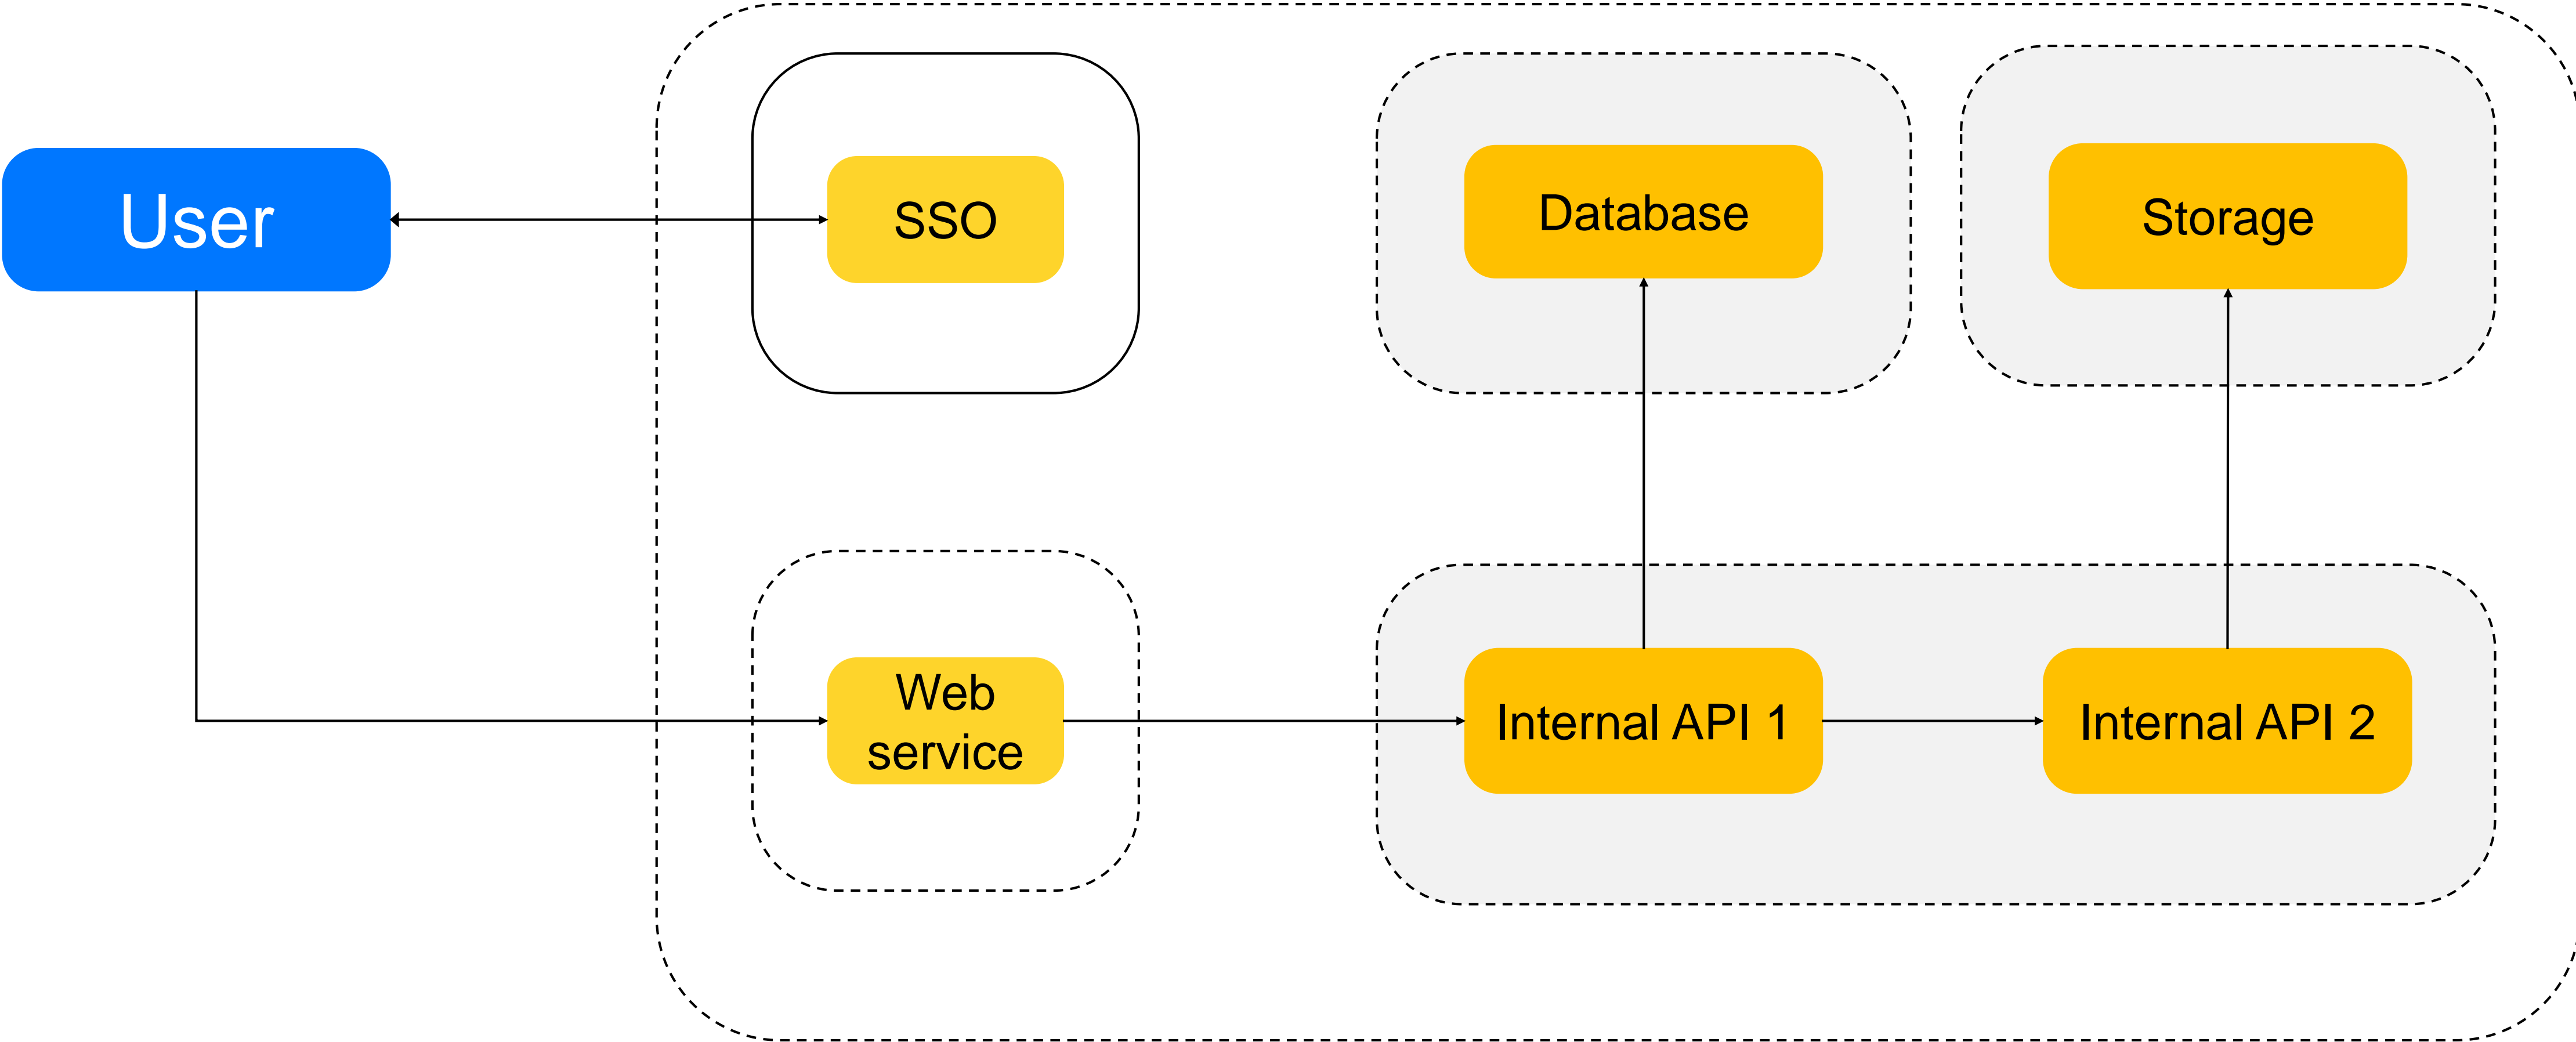 User
SSO
Database
Storage
Web
service
Internal API 1
Internal API 2